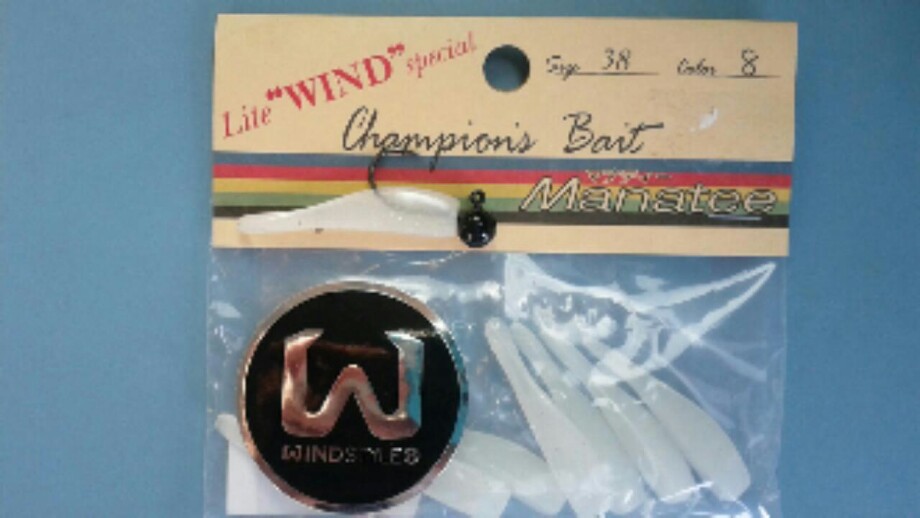 Lite "WIND" special
Size 38 Color 8
Champion's Bait
Manatee
WINDSTYLES